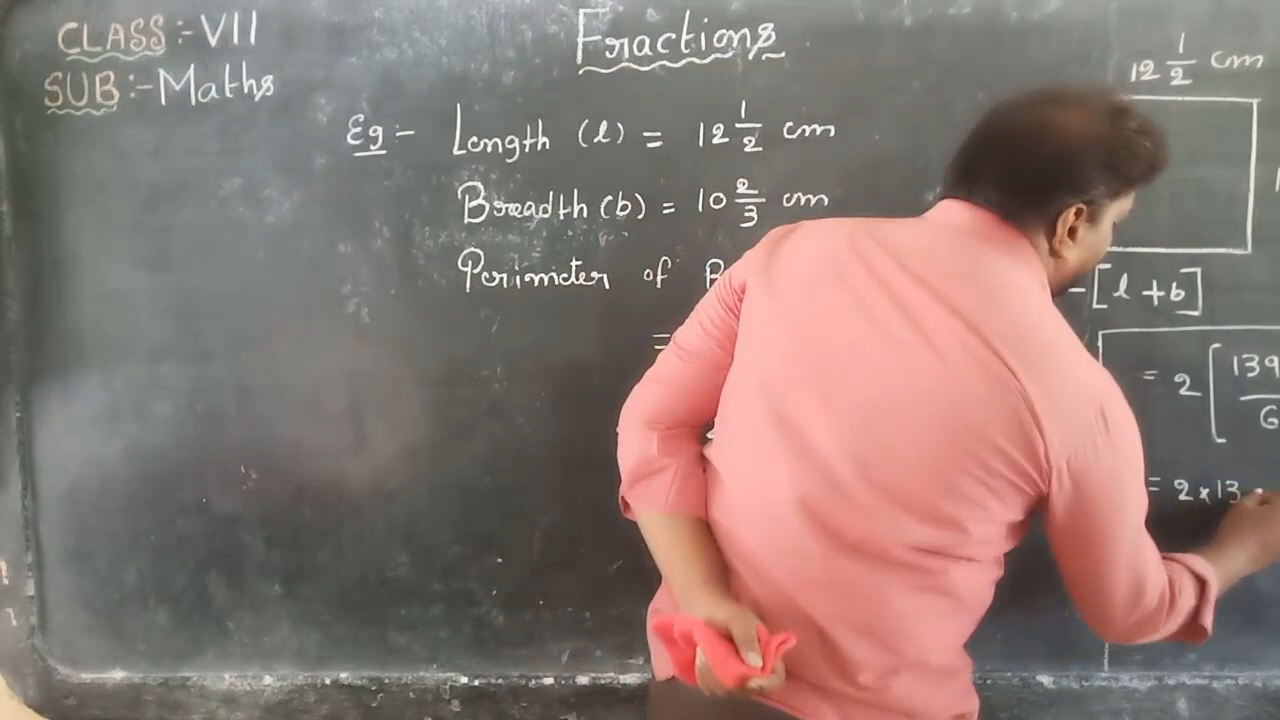 CLASS:-VII
SUB:-Maths
Fractions
Eg:- Length (l) = 12 1/2 cm
Breadth (b) = 10 2/3 cm
Perimeter of
=
12 1/2 cm
[l+b]
= 2 [ 139/6
= 2×13